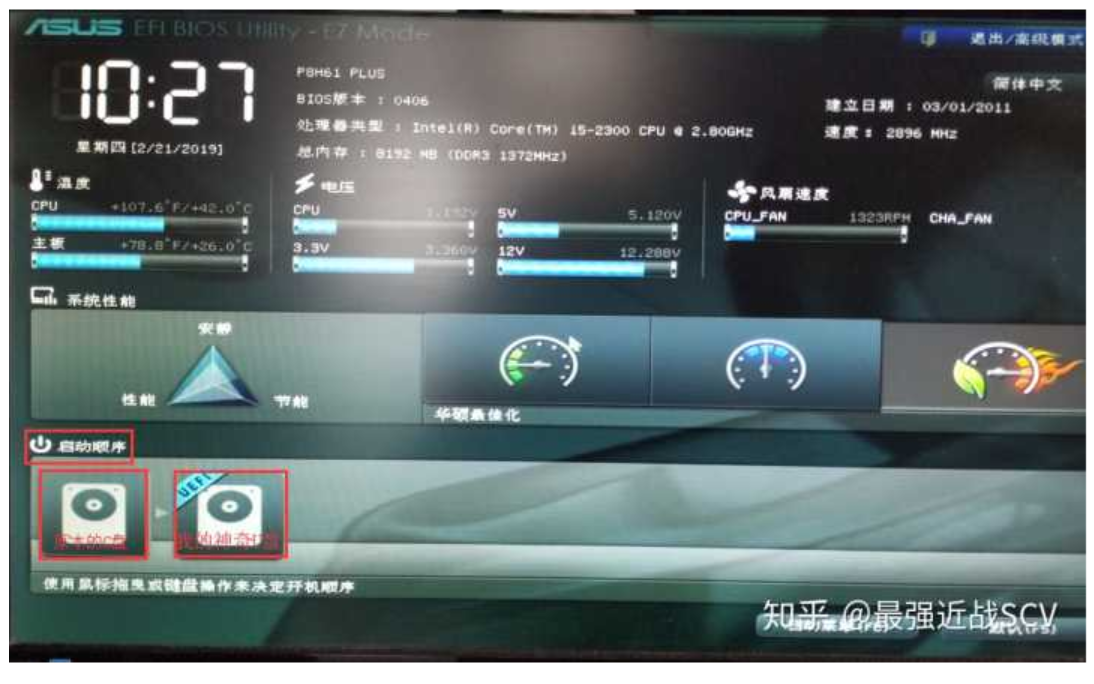 ASUS EFI BIOS Utility - EZ Mode
退出/高级模式
10:27
星期四 [2/21/2019]
P8H61 PLUS
BIOS版本 : 0406
处理器类型 : Intel(R) Core(TM) i5-2300 CPU @ 2.80GHz
总内存 : 8192 MB (DDR3 1372MHz)
简体中文
建立日期 : 03/01/2011
速度 : 2896 MHz
温度
CPU +107.6°F/+42.0°C
主板 +78.8°F/+26.0°C
电压
CPU 1.192V 5V 5.120V
3.3V 3.360V 12V 12.288V
风扇速度
CPU_FAN 1323RPM CHA_FAN
系统性能
安静
性能 节能
华硕最佳化
启动顺序
UEFI
原本的C盘
我的神奇
使用鼠标拖曳或键盘操作来决定开机顺序
知乎 @最强近战SCV
启动菜单(F8) 默认(F5)